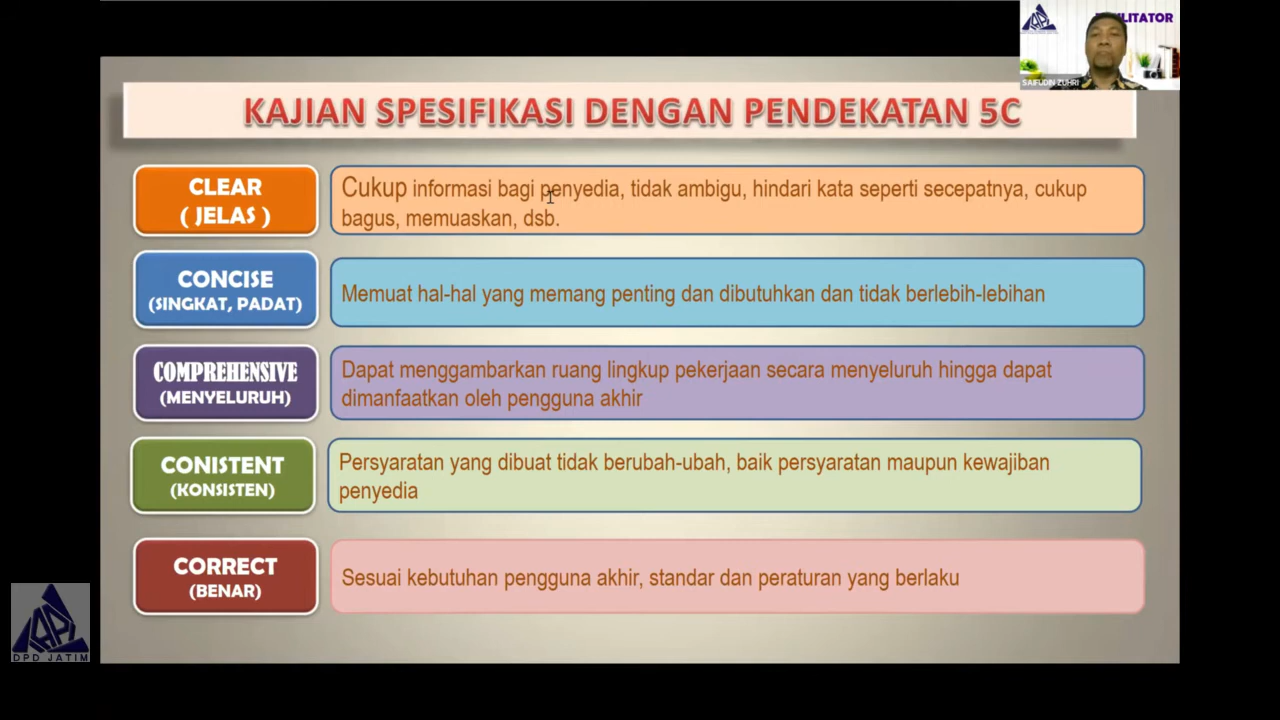 SAIFUDIN ZUHRI
KAJIAN SPESIFIKASI DENGAN PENDEKATAN 5C
CLEAR
( JELAS )
Cukup informasi bagi penyedia, tidak ambigu, hindari kata seperti secepatnya, cukup
bagus, memuaskan, dsb.
CONCISE
(SINGKAT, PADAT)
Memuat hal-hal yang memang penting dan dibutuhkan dan tidak berlebih-lebihan
COMPREHENSIVE
(MENYELURUH)
Dapat menggambarkan ruang lingkup pekerjaan secara menyeluruh hingga dapat
dimanfaatkan oleh pengguna akhir
CONISTENT
(KONSISTEN)
Persyaratan yang dibuat tidak berubah-ubah, baik persyaratan maupun kewajiban
penyedia
CORRECT
(BENAR)
Sesuai kebutuhan pengguna akhir, standar dan peraturan yang berlaku
DPD JATIM